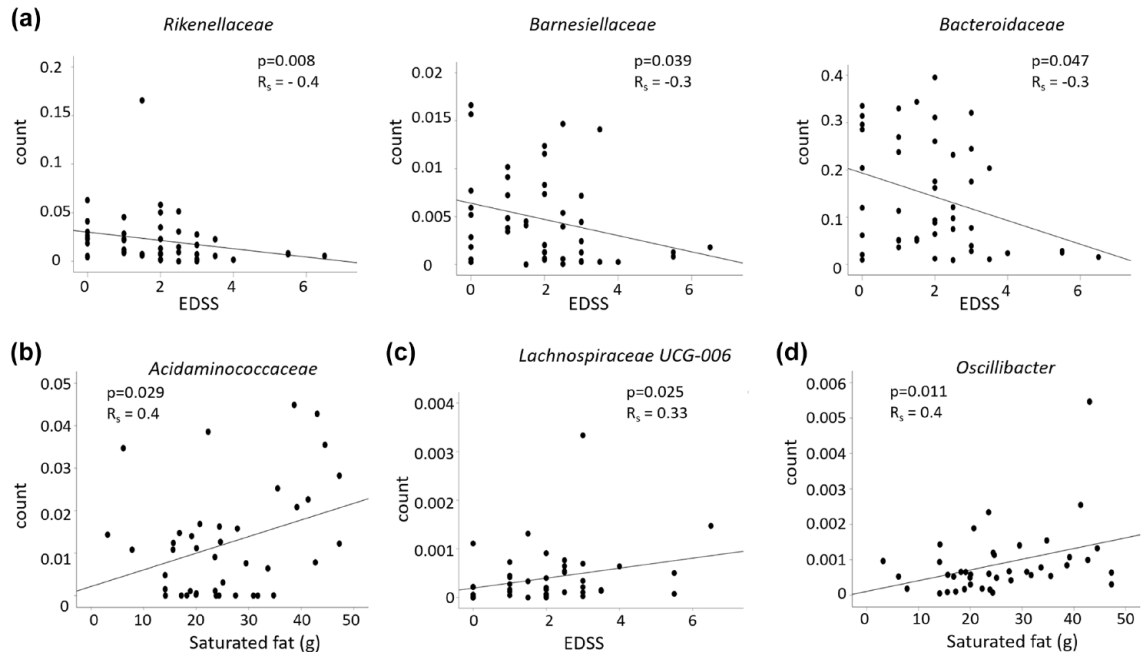 (a)
Rikenellaceae
p=0.008
Rs = - 0.4
0.2
0.15
0.1
0.05
0
count
0 2 4 6
EDSS
Barnesiellaceae
p=0.039
Rs = -0.3
0.02
0.015
0.01
0.005
0
count
0 2 4 6
EDSS
Bacteroidaceae
p=0.047
Rs = -0.3
0.4
0.3
0.2
0.1
0
count
0 2 4 6
EDSS
(b)
Acidaminococcaceae
p=0.029
Rs = 0.4
0.05
0.04
0.03
0.02
0.01
0
count
0 10 20 30 40 50
Saturated fat (g)
(c)
Lachnospiraceae UCG-006
p=0.025
Rs = 0.33
0.004
0.003
0.002
0.001
0
count
0 2 4 6
EDSS
(d)
Oscillibacter
p=0.011
Rs = 0.4
0.006
0.005
0.004
0.003
0.002
0.001
0
count
0 10 20 30 40 50
Saturated fat (g)